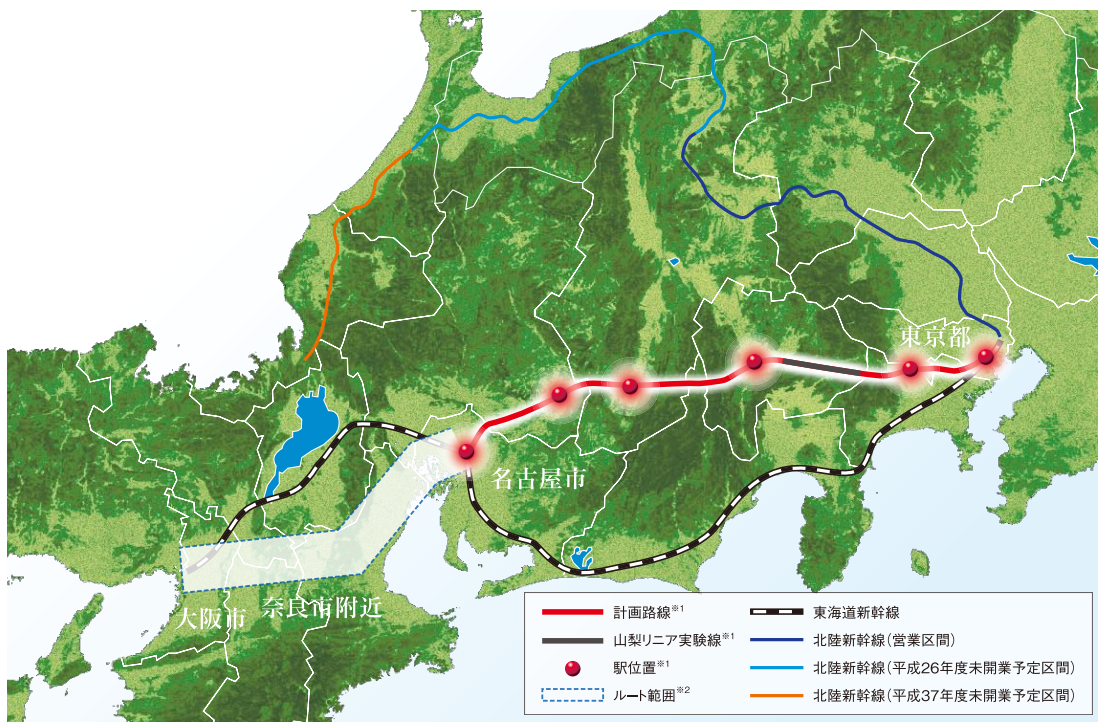 東京都
名古屋市
大阪市
奈良市附近
計画路線※1
山梨リニア実験線※1
駅位置※1
ルート範囲※2
東海道新幹線
北陸新幹線(営業区間)
北陸新幹線(平成26年度末開業予定区間)
北陸新幹線(平成37年度末開業予定区間)